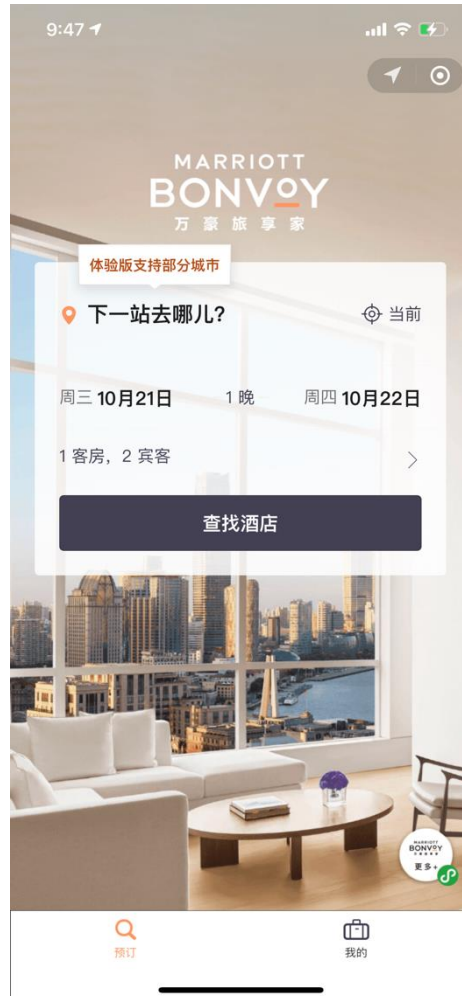 9:47
MARRIOTT
BONVOY
万豪旅享家
体验版支持部分城市
下一站去哪儿?
当前
周三 10月21日 1 晚 周四 10月22日
1 客房，2 宾客
查找酒店
MARRIOTT
BONVOY
更多+
预订
我的